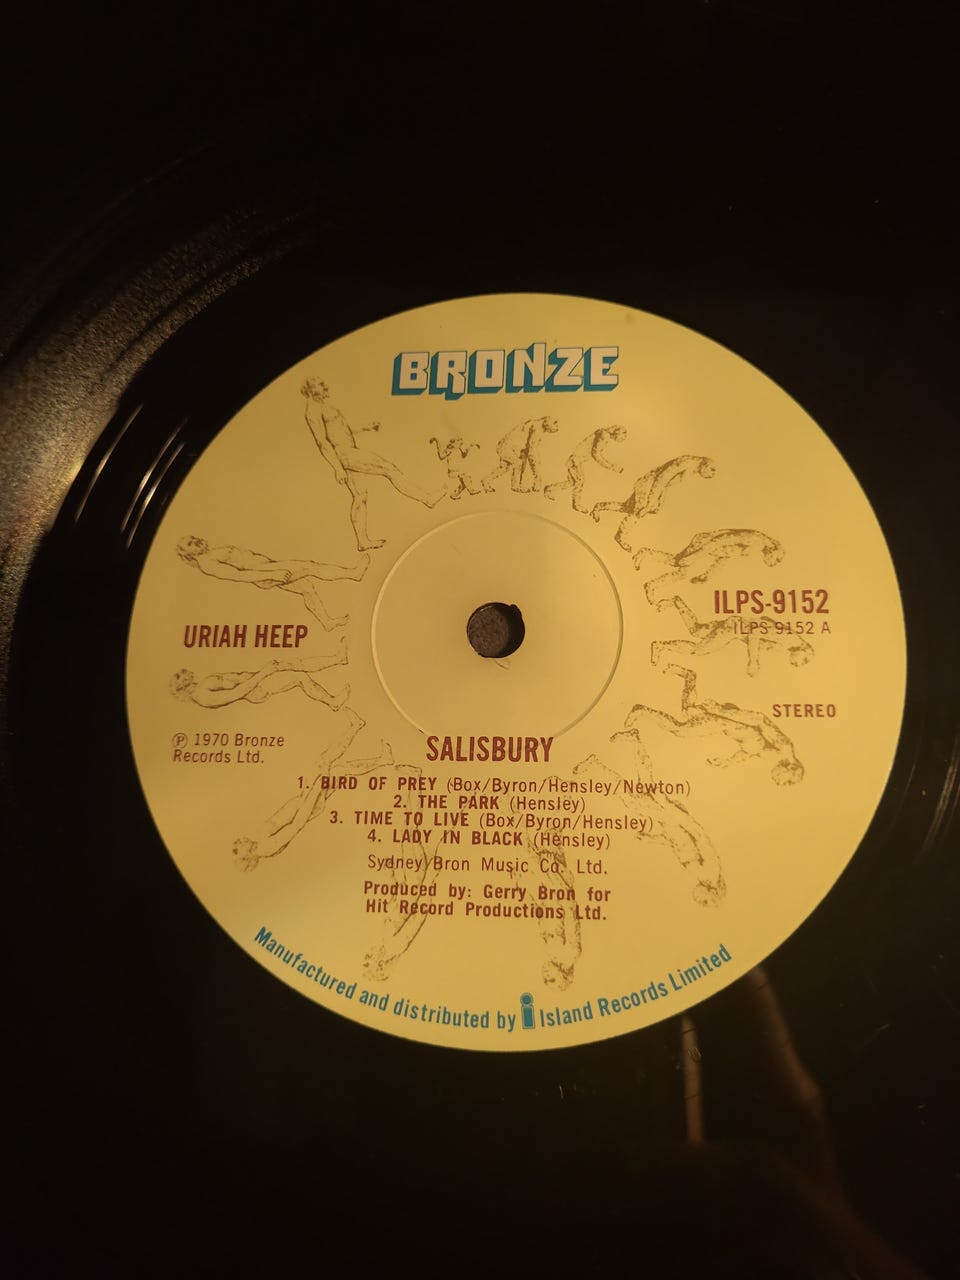 BRONZE
ILPS-9152
ILPS 9152 A
URIAH HEEP
STEREO
℗ 1970 Bronze
Records Ltd.
SALISBURY
1. BIRD OF PREY (Box/Byron/Hensley/Newton)
2. THE PARK (Hensley)
3. TIME TO LIVE (Box/Byron/Hensley)
4. LADY IN BLACK (Hensley)
Sydney Bron Music Co. Ltd.
Produced by: Gerry Bron for
Hit Record Productions Ltd.
Manufactured and distributed by i Island Records Limited